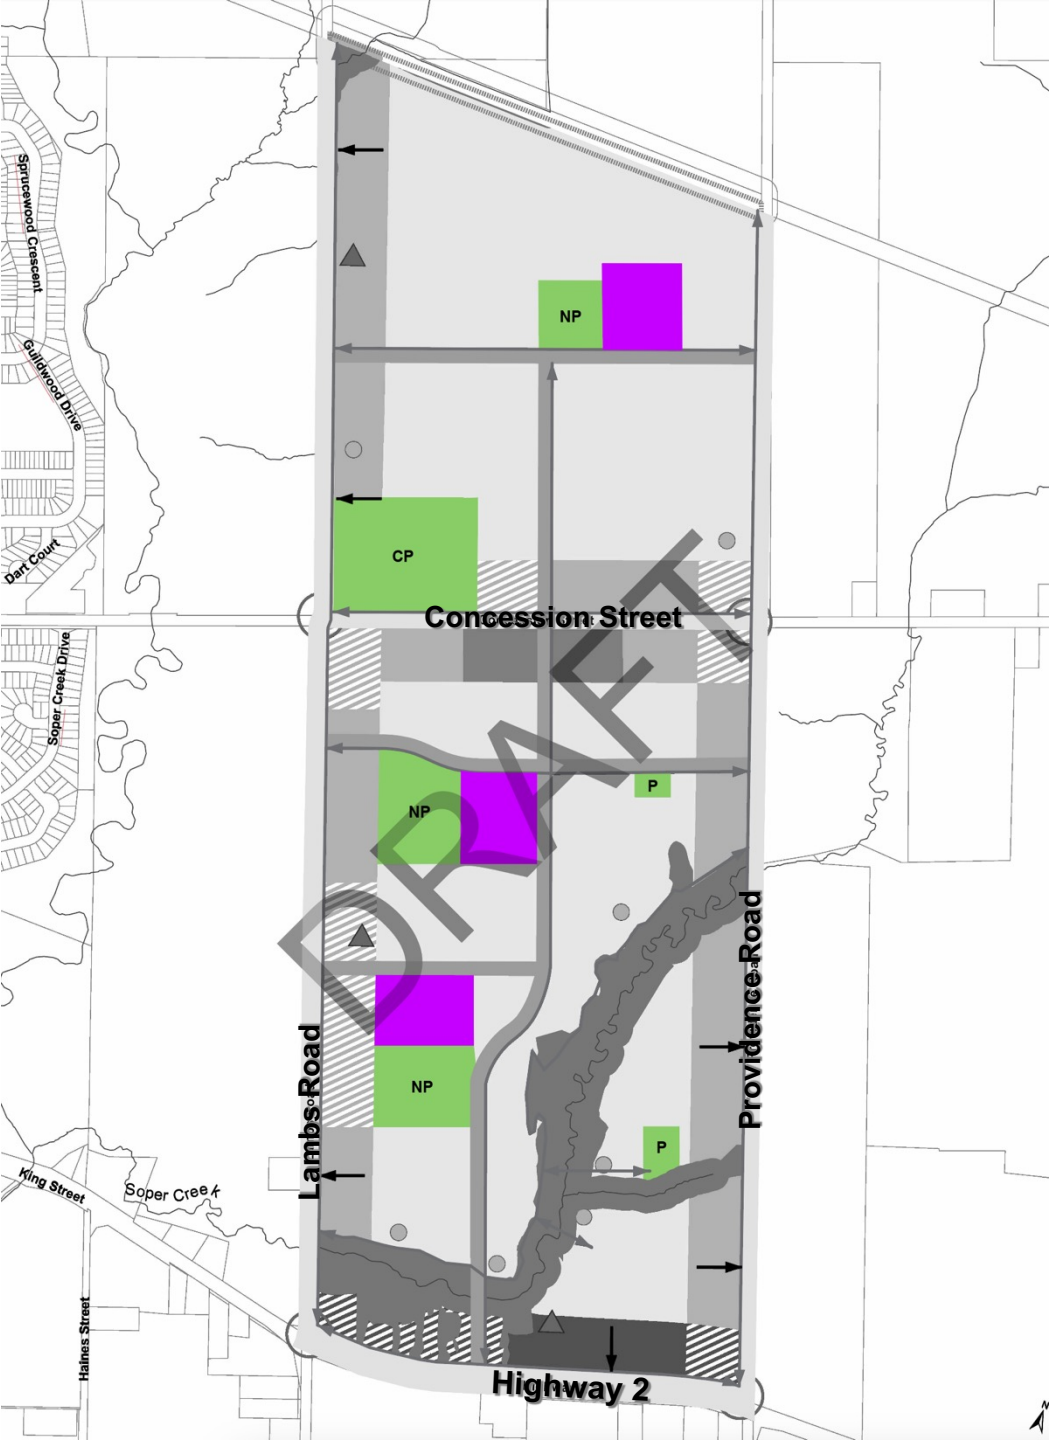 Sprucewood Crescent
Guildwood Drive
NP
Dart Court
CP
Concession Street
Soper Creek Drive
NP
P
DRAFT
Providence Road
Lambs Road
NP
P
King Street
Soper Creek
Haines Street
Highway 2
N